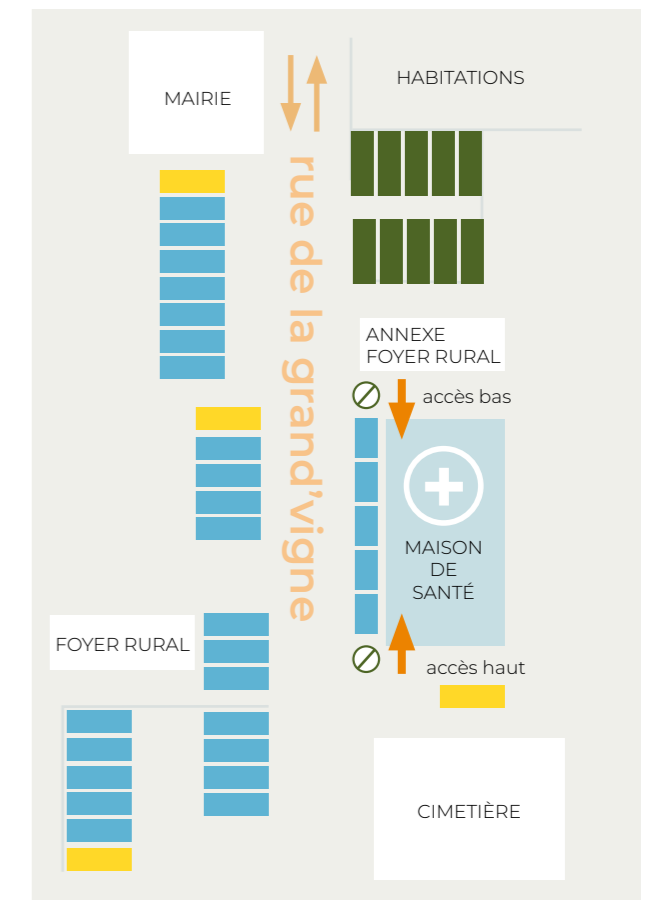 MAIRIE
HABITATIONS
rue de la grand'vigne
ANNEXE
FOYER RURAL
accès bas
MAISON
DE
SANTÉ
FOYER RURAL
accès haut
CIMETIÈRE